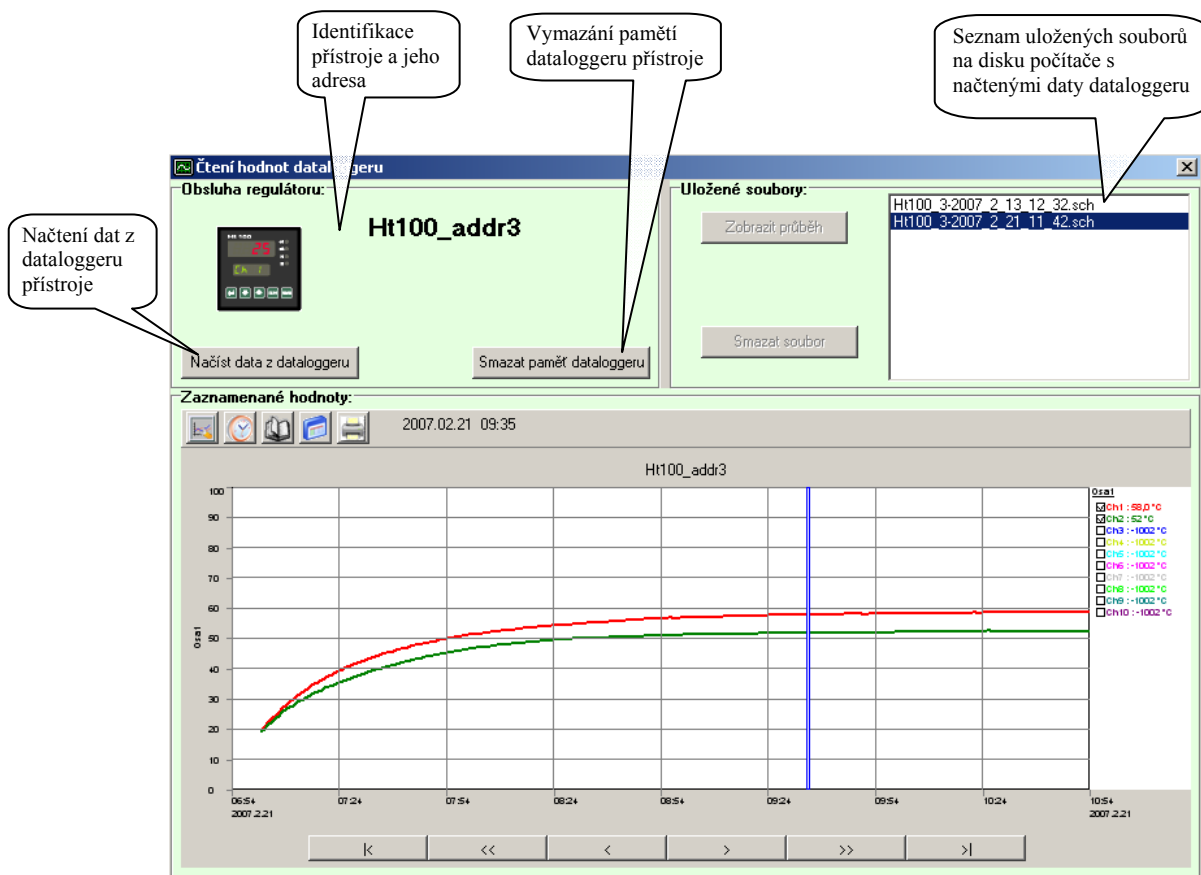 Identifikace
přístroje a jeho
adresa
Vymazání pamětí
dataloggeru přístroje
Seznam uložených souborů
na disku počítače s
načtenými daty dataloggeru
Načtení dat z
dataloggeru
přístroje
Čtení hodnot dataloggeru
Obsluha regulátoru:
Ht100_addr3
Ht100
25
Ch 1
Načíst data z dataloggeru
Smazat paměť dataloggeru
Uložené soubory:
Zobrazit průběh
Smazat soubor
Ht100_3-2007_2_13_12_32.sch
Ht100_3-2007_2_21_11_42.sch
Zaznamenané hodnoty:
2007.02.21 09:35
Ht100_addr3
Osa1
100
90
80
70
60
50
40
30
20
10
0
Osa1
Ch1 : 58,0 °C
Ch2 : 52 °C
Ch3 : -1002 °C
Ch4 : -1002 °C
Ch5 : -1002 °C
Ch6 : -1002 °C
Ch7 : -1002 °C
Ch8 : -1002 °C
Ch9 : -1002 °C
Ch10 : -1002 °C
06:54 07:24 07:54 08:24 08:54 09:24 09:54 10:24 10:54
2007.2.21 2007.2.21
|< << < > >> >|